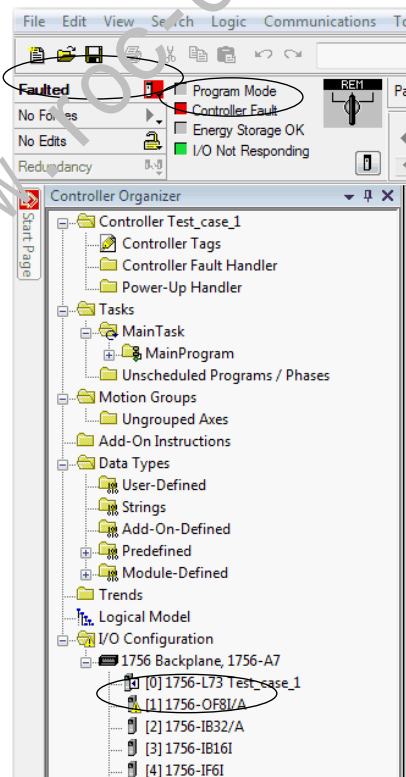 File Edit View Search Logic Communications
Faulted
Program Mode
REM
No Forces
Controller Fault
No Edits
Energy Storage OK
Redundancy
I/O Not Responding
Controller Organizer
Start Page
Controller Test_case_1
Controller Tags
Controller Fault Handler
Power-Up Handler
Tasks
MainTask
MainProgram
Unscheduled Programs / Phases
Motion Groups
Ungrouped Axes
Add-On Instructions
Data Types
User-Defined
Strings
Add-On-Defined
Predefined
Module-Defined
Trends
Logical Model
I/O Configuration
1756 Backplane, 1756-A7
[0] 1756-L73 Test_case_1
[1] 1756-OF8I/A
[2] 1756-IB32/A
[3] 1756-IB16I
[4] 1756-IF6I